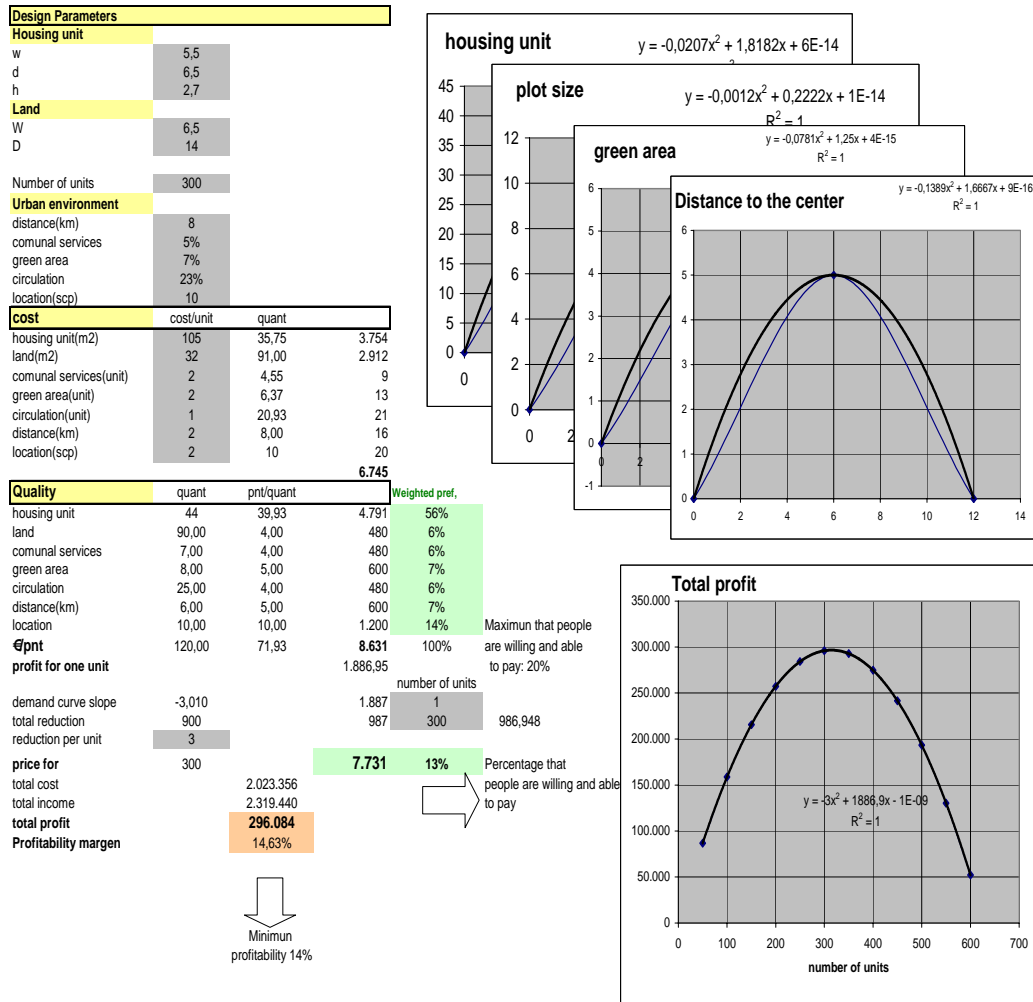 Design Parameters
Housing unit
w 5,5
d 6,5
h 2,7
Land
W 6,5
D 14
Number of units 300
Urban environment
distance(km) 8
comunal services 5%
green area 7%
circulation 23%
location(scp) 10
cost cost/unit quant
housing unit(m2) 105 35,75 3.754
land(m2) 32 91,00 2.912
comunal services(unit) 2 4,55 9
green area(unit) 2 6,37 13
circulation(unit) 1 20,93 21
distance(km) 2 8,00 16
location(scp) 2 10 20
6.745
Quality quant pnt/quant Weighted pref,
housing unit 44 39,93 4.791 56%
land 90,00 4,00 480 6%
comunal services 7,00 4,00 480 6%
green area 8,00 5,00 600 7%
circulation 25,00 4,00 480 6%
distance(km) 6,00 5,00 600 7%
location 10,00 10,00 1.200 14% Maximun that people
€/pnt 120,00 71,93 8.631 100% are willing and able
profit for one unit 1.886,95 to pay: 20%
number of units
demand curve slope -3,010 1.887 1
total reduction 900 987 300 986,948
reduction per unit 3
price for 300 7.731 13% Percentage that
total cost 2.023.356 people are willing and able
total income 2.319.440 to pay
total profit 296.084
Profitability margen 14,63%
Minimun
profitability 14%
housing unit
y = -0,0207x² + 1,8182x + 6E-14
45
40
35
30
25
20
15
10
5
0
0
plot size
y = -0,0012x² + 0,2222x + 1E-14
R² = 1
12
10
8
6
4
2
0
0
green area
y = -0,0781x² + 1,25x + 4E-15
R² = 1
6
5
4
3
2
1
0
-1
0 2
Distance to the center
y = -0,1389x² + 1,6667x + 9E-16
R² = 1
6
5
4
3
2
1
0
0 2 4 6 8 10 12 14
Total profit
350.000
300.000
250.000
200.000
150.000
100.000
50.000
0
y = -3x² + 1886,9x - 1E-09
R² = 1
0 100 200 300 400 500 600 700
number of units